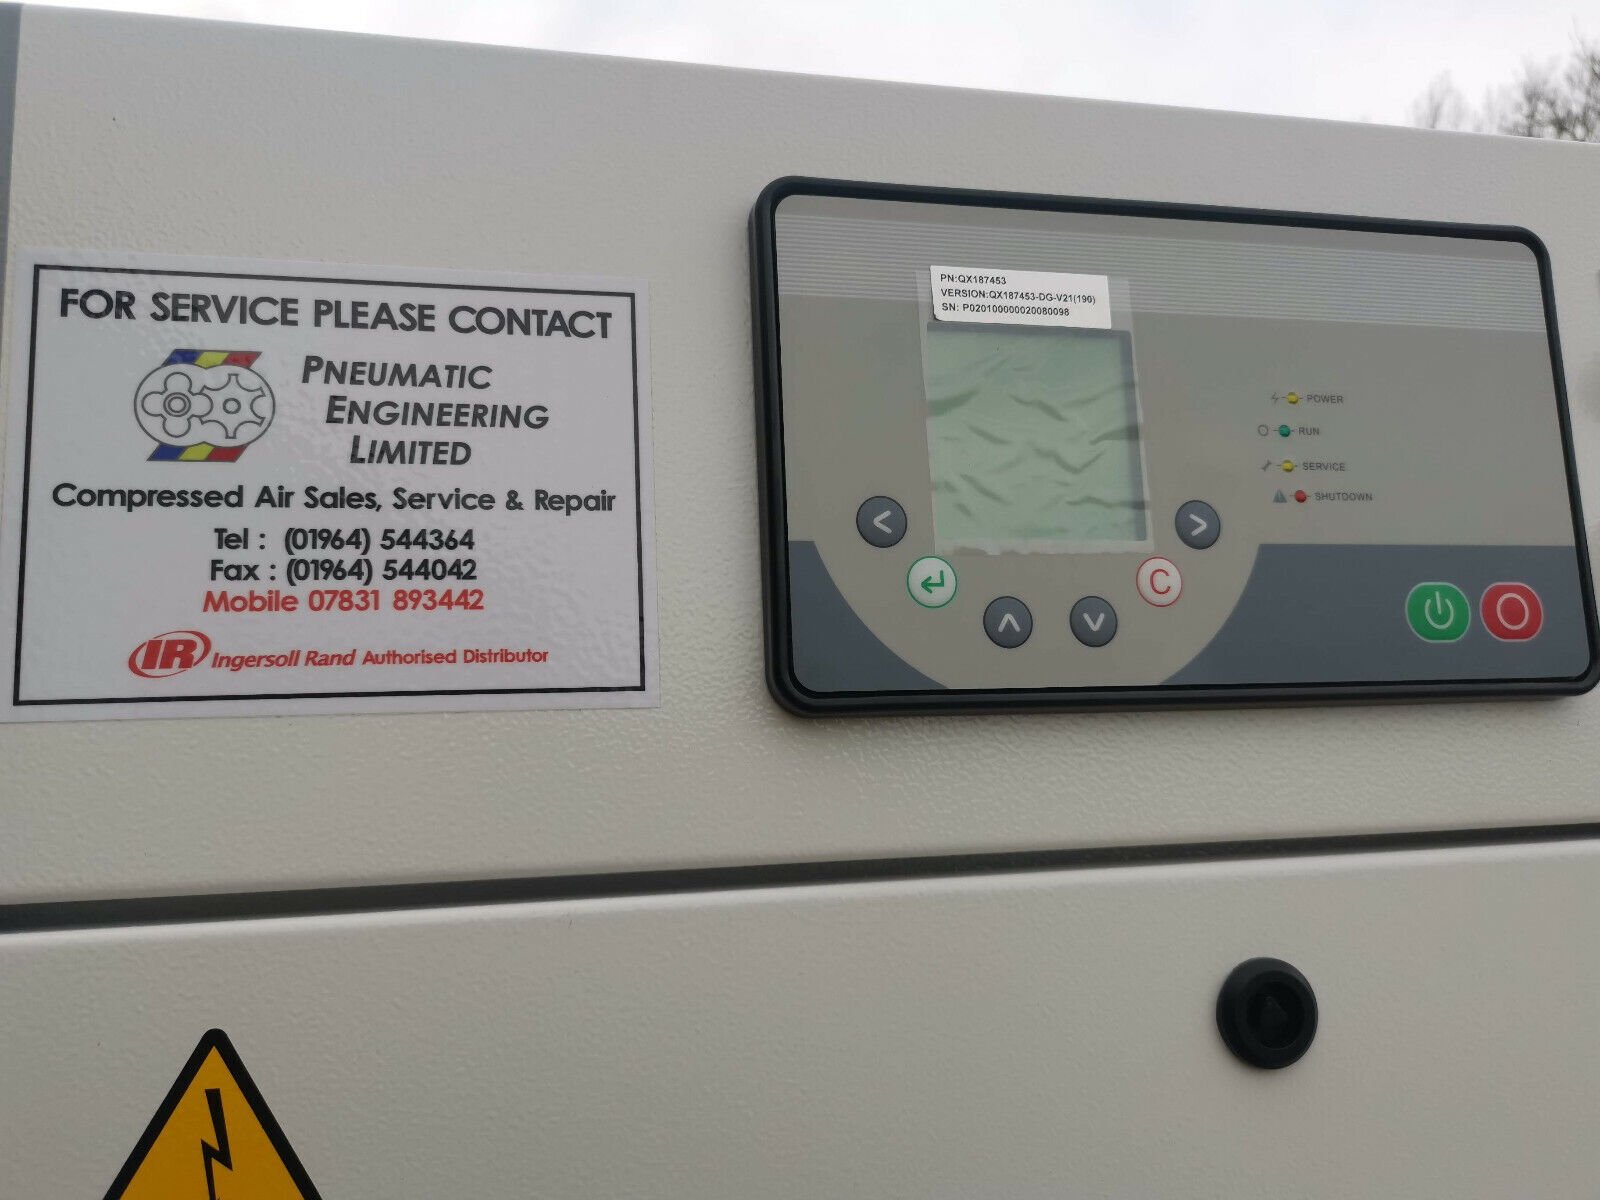 FOR SERVICE PLEASE CONTACT
PNEUMATIC
ENGINEERING
LIMITED
Compressed Air Sales, Service & Repair
Tel : (01964) 544364
Fax : (01964) 544042
Mobile 07831 893442
IR Ingersoll Rand Authorised Distributor
PN:QX187453
VERSION:QX187453-DG-V21(190)
SN: P020100000020080098
POWER
RUN
SERVICE
SHUTDOWN
C